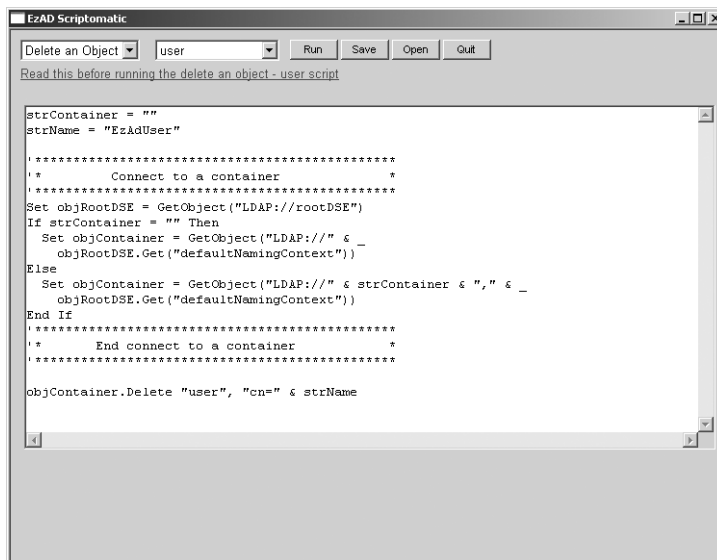 EzAD Scriptomatic
Delete an Object user Run Save Open Quit
Read this before running the delete an object - user script
strContainer = ""
strName = "EzAdUser"
'***********************************************
'*         Connect to a container              *
'***********************************************
Set objRootDSE = GetObject("LDAP://rootDSE")
If strContainer = "" Then
  Set objContainer = GetObject("LDAP://" & _
    objRootDSE.Get("defaultNamingContext"))
Else
  Set objContainer = GetObject("LDAP://" & strContainer & "," & _
    objRootDSE.Get("defaultNamingContext"))
End If
'***********************************************
'*       End connect to a container            *
'***********************************************
objContainer.Delete "user", "cn=" & strName